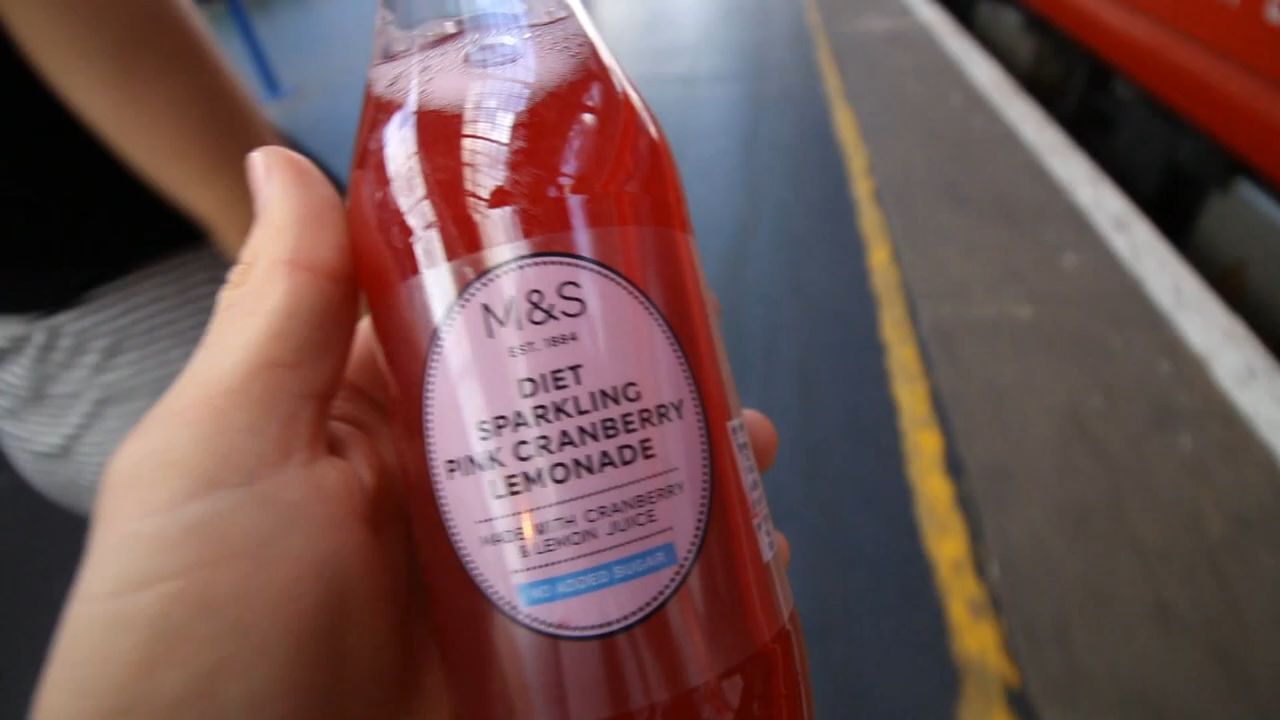 M&S
EST. 1884
DIET
SPARKLING
PINK CRANBERRY
LEMONADE
MADE WITH CRANBERRY
& LEMON JUICE
NO ADDED SUGAR